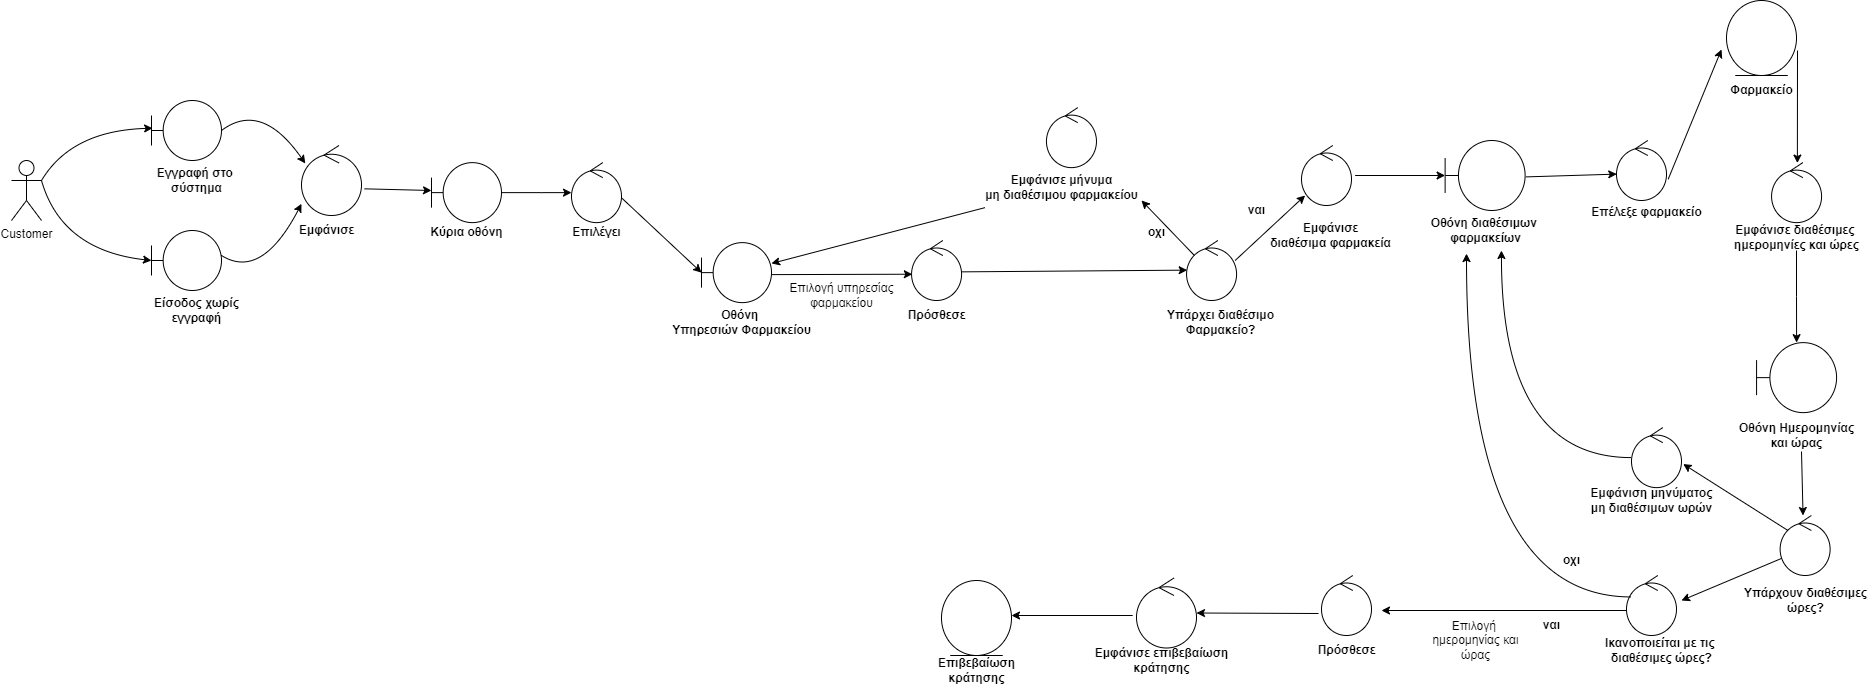 Customer
Εγγραφή στο
σύστημα
Είσοδος χωρίς
εγγραφή
Εμφάνισε
Κύρια οθόνη
Επιλέγει
Οθόνη
Υπηρεσιών Φαρμακείου
Επιλογή υπηρεσίας
φαρμακείου
Πρόσθεσε
Εμφάνισε μήνυμα
μη διαθέσιμου φαρμακείου
οχι
Υπάρχει διαθέσιμο
Φαρμακείο?
ναι
Εμφάνισε
διαθέσιμα φαρμακεία
Οθόνη διαθέσιμων
φαρμακείων
Επέλεξε φαρμακείο
Φαρμακείο
Εμφάνισε διαθέσιμες
ημερομηνίες και ώρες
Οθόνη Ημερομηνίας
και ώρας
Υπάρχουν διαθέσιμες
ώρες?
Εμφάνιση μηνύματος
μη διαθέσιμων ωρών
Ικανοποιείται με τις
διαθέσιμες ώρες?
οχι
ναι
Επιλογή
ημερομηνίας και
ώρας
Πρόσθεσε
Εμφάνισε επιβεβαίωση
κράτησης
Επιβεβαίωση
κράτησης